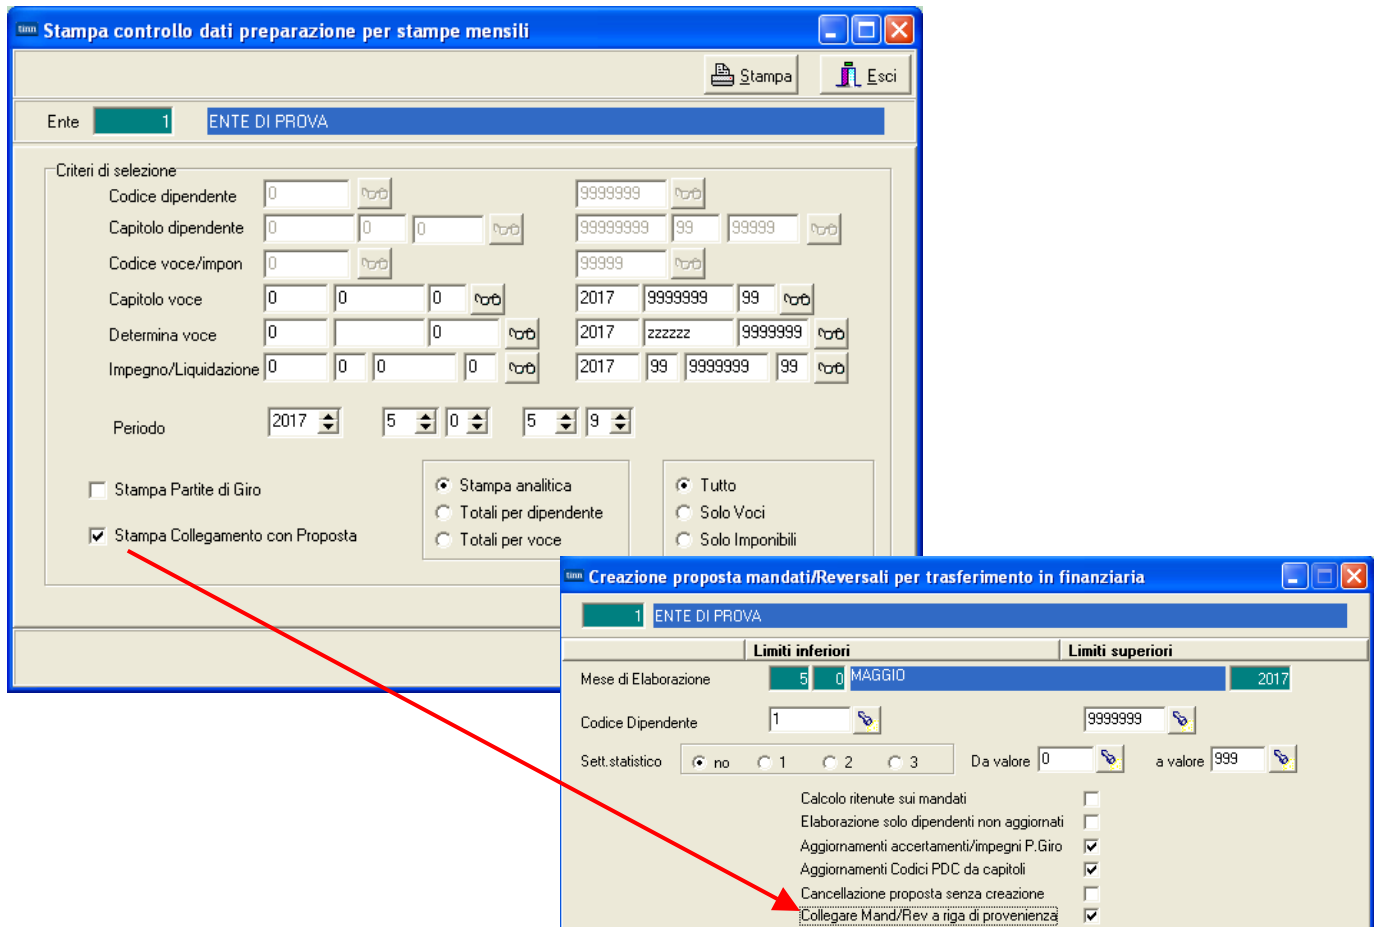 tinn Stampa controllo dati preparazione per stampe mensili
Stampa Esci
Ente 1 ENTE DI PROVA
Criteri di selezione
Codice dipendente 0 9999999
Capitolo dipendente 0 0 0 99999999 99 99999
Codice voce/impon 0 99999
Capitolo voce 0 0 0 2017 9999999 99
Determina voce 0 0 2017 zzzzzz 9999999
Impegno/Liquidazione 0 0 0 0 2017 99 9999999 99
Periodo 2017 5 0 5 9
Stampa Partite di Giro Stampa analitica Tutto
Totali per dipendente Solo Voci
Stampa Collegamento con Proposta Totali per voce Solo Imponibili
tinn Creazione proposta mandati/Reversali per trasferimento in finanziaria
1 ENTE DI PROVA
Limiti inferiori Limiti superiori
Mese di Elaborazione 5 0 MAGGIO 2017
Codice Dipendente 1 9999999
Sett.statistico no 1 2 3 Da valore 0 a valore 999
Calcolo ritenute sui mandati
Elaborazione solo dipendenti non aggiornati
Aggiornamenti accertamenti/impegni P.Giro
Aggiornamenti Codici PDC da capitoli
Cancellazione proposta senza creazione
Collegare Mand/Rev a riga di provenienza